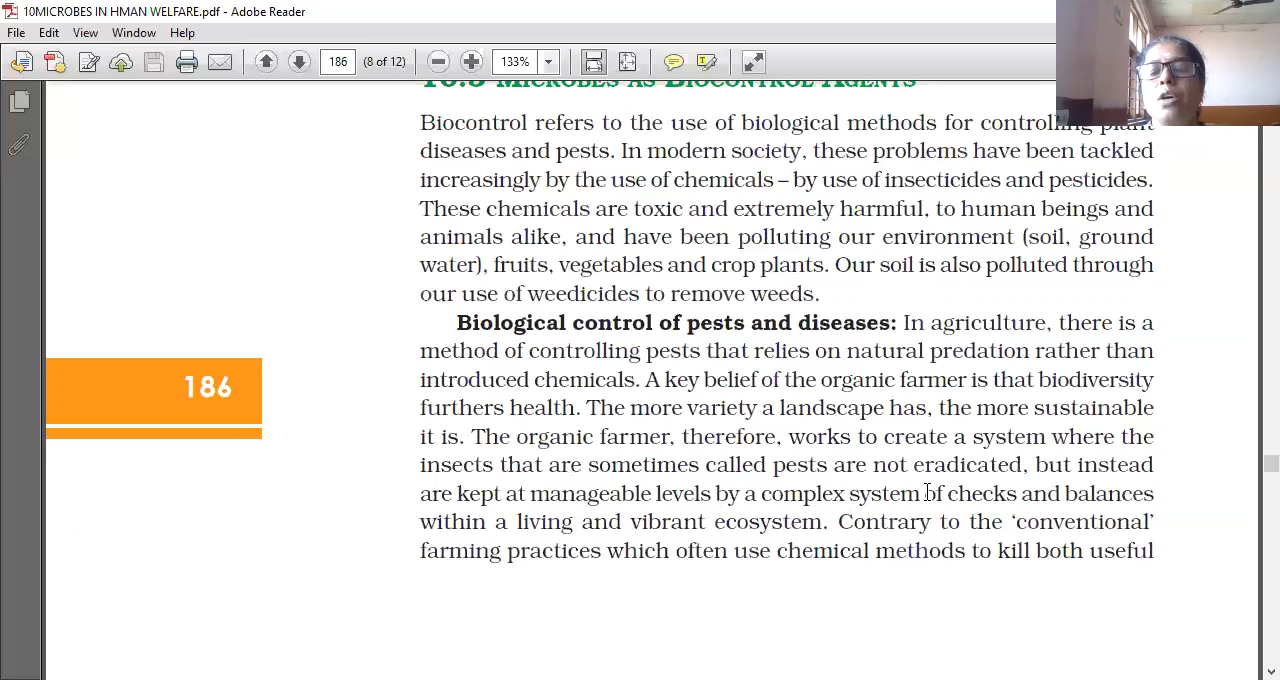 10MICROBES IN HMAN WELFARE.pdf - Adobe Reader
File Edit View Window Help
186 (8 of 12) 133%
10.5 MICROBES AS BIOCONTROL AGENTS
Biocontrol refers to the use of biological methods for controlling plant
diseases and pests. In modern society, these problems have been tackled
increasingly by the use of chemicals – by use of insecticides and pesticides.
These chemicals are toxic and extremely harmful, to human beings and
animals alike, and have been polluting our environment (soil, ground
water), fruits, vegetables and crop plants. Our soil is also polluted through
our use of weedicides to remove weeds.
Biological control of pests and diseases: In agriculture, there is a
method of controlling pests that relies on natural predation rather than
introduced chemicals. A key belief of the organic farmer is that biodiversity
furthers health. The more variety a landscape has, the more sustainable
it is. The organic farmer, therefore, works to create a system where the
insects that are sometimes called pests are not eradicated, but instead
are kept at manageable levels by a complex system of checks and balances
within a living and vibrant ecosystem. Contrary to the ‘conventional’
farming practices which often use chemical methods to kill both useful
186